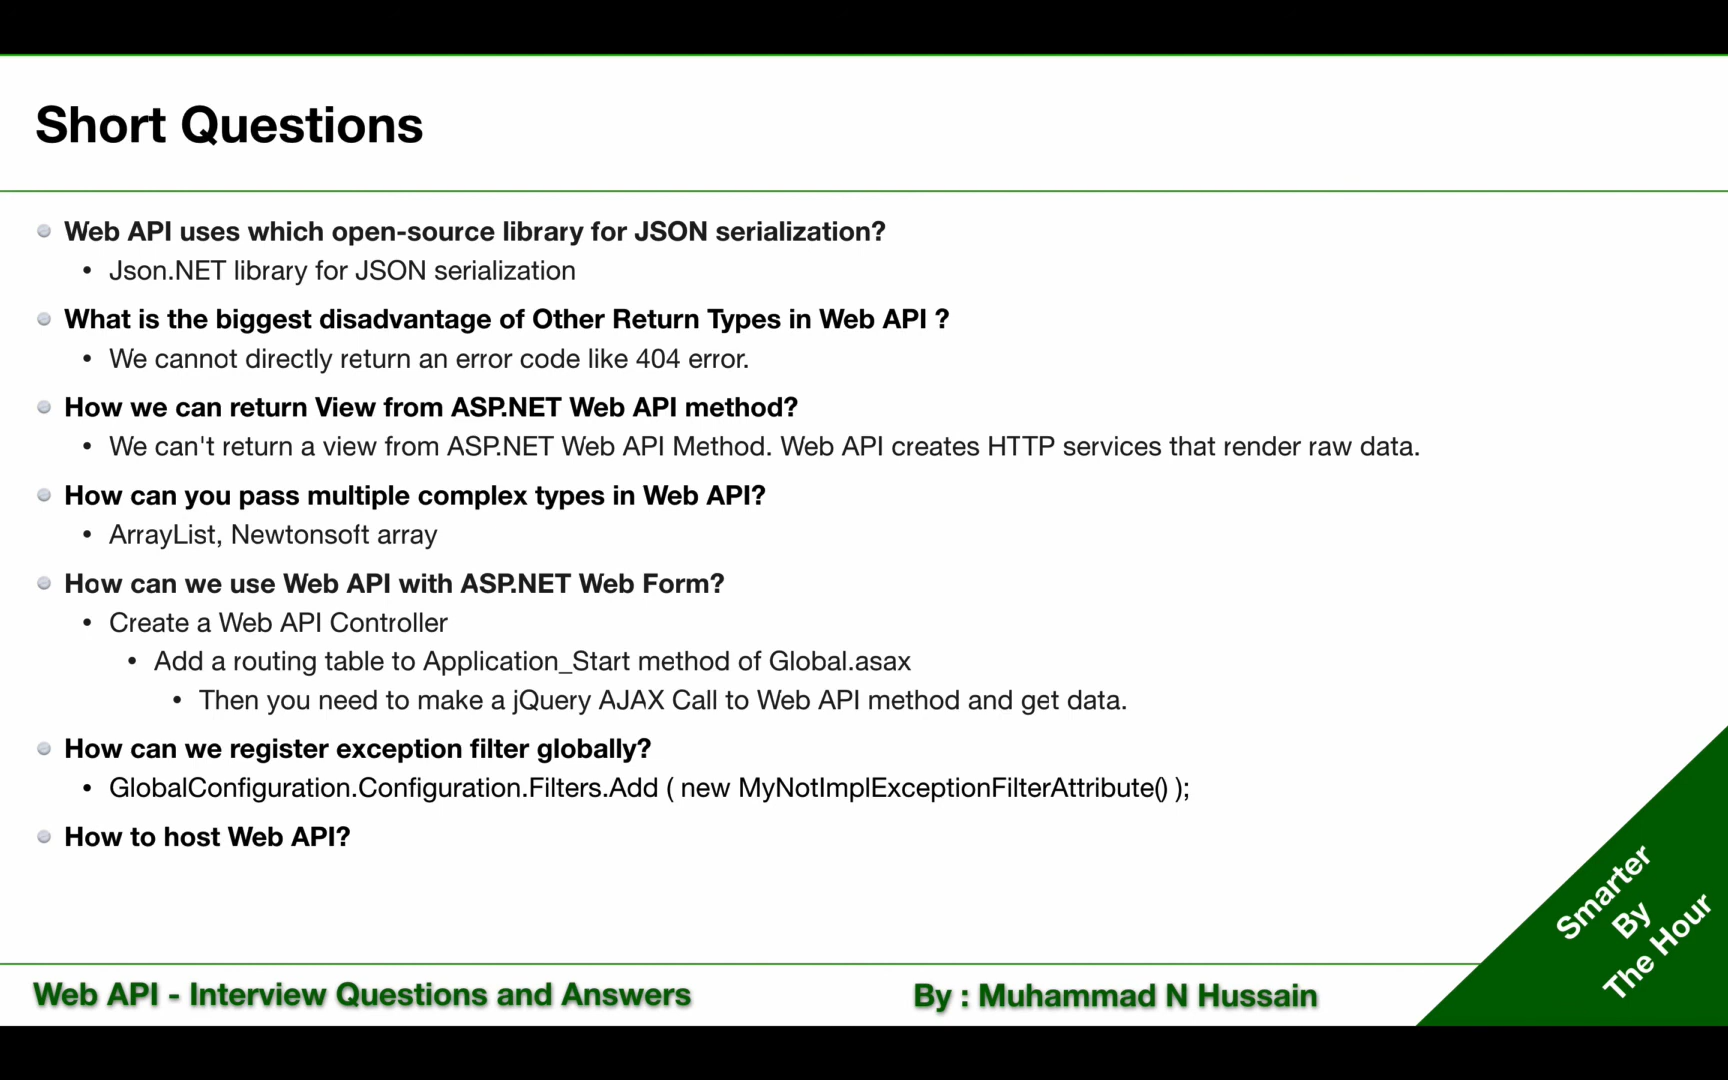 Short Questions
Web API uses which open-source library for JSON serialization?
Json.NET library for JSON serialization
What is the biggest disadvantage of Other Return Types in Web API ?
We cannot directly return an error code like 404 error.
How we can return View from ASP.NET Web API method?
We can't return a view from ASP.NET Web API Method. Web API creates HTTP services that render raw data.
How can you pass multiple complex types in Web API?
ArrayList, Newtonsoft array
How can we use Web API with ASP.NET Web Form?
Create a Web API Controller
Add a routing table to Application_Start method of Global.asax
Then you need to make a jQuery AJAX Call to Web API method and get data.
How can we register exception filter globally?
GlobalConfiguration.Configuration.Filters.Add ( new MyNotImplExceptionFilterAttribute() );
How to host Web API?
Smarter
By
The Hour
Web API - Interview Questions and Answers
By : Muhammad N Hussain